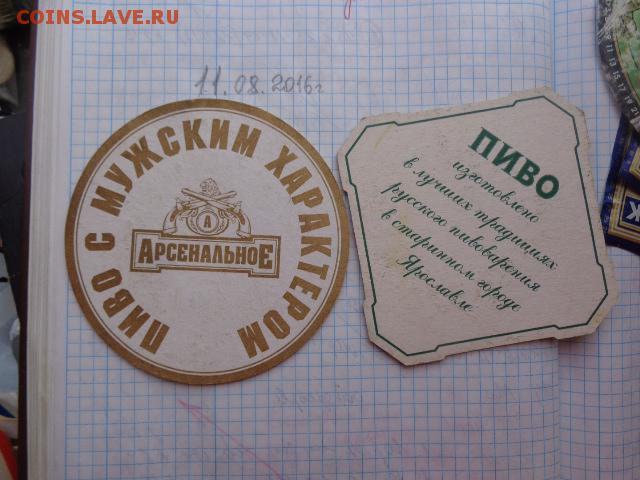 COINS.LAVE.RU
11.08.2016г
ПИВО С МУЖСКИМ ХАРАКТЕРОМ
А
АРСЕНАЛЬНОЕ
ПИВО
изготовлено
в лучших традициях
русского пивоварения
в старинном городе
Ярославле